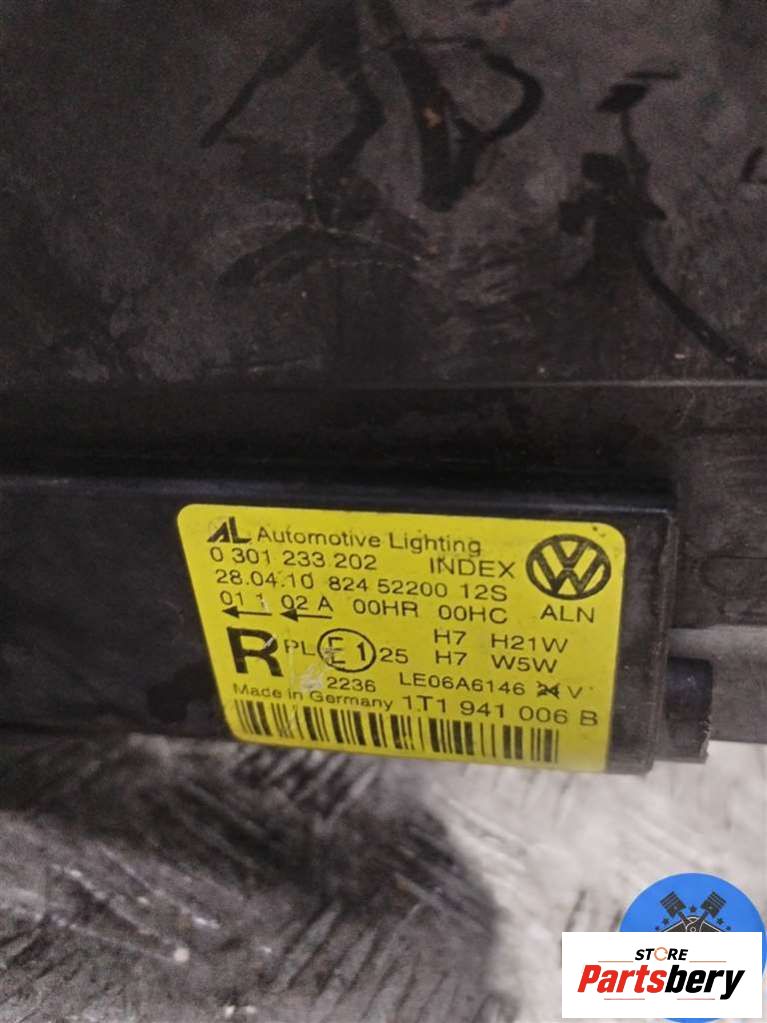 AL Automotive Lighting
0 301 233 202 INDEX
28.04.10 824 52200 12S
01 1 02 A 00HR 00HC ALN
R PL E1 25 H7 H21W
H7 W5W
2236 LE06A6146 24 V
Made in Germany 1T1 941 006 B
STORE
Partsbery